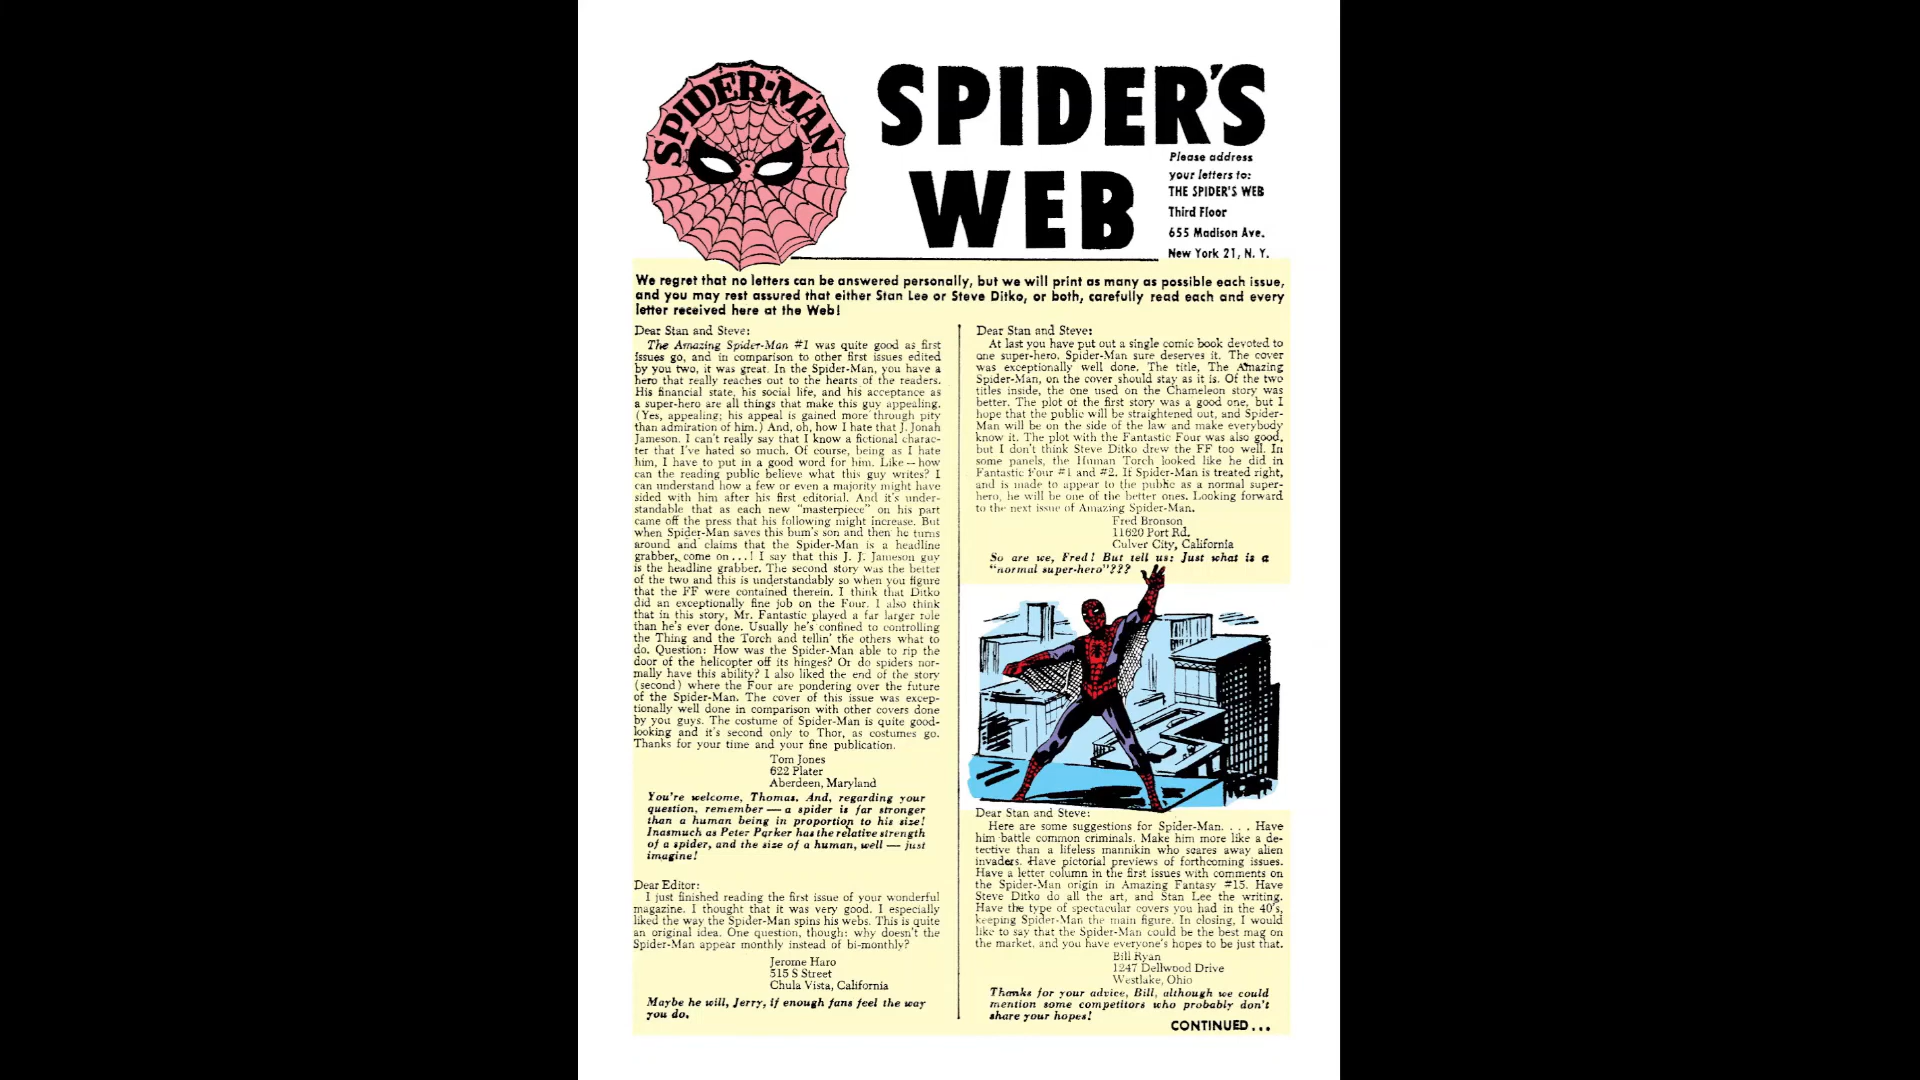 SPIDER-MAN
SPIDER'S
WEB
Please address
your letters to:
THE SPIDER'S WEB
Third Floor
655 Madison Ave.
New York 21, N. Y.
We regret that no letters can be answered personally, but we will print as many as possible each issue,
and you may rest assured that either Stan Lee or Steve Ditko, or both, carefully read each and every
letter received here at the Web!
Dear Stan and Steve:
The Amazing Spider-Man #1 was quite good as first
issues go, and in comparison to other first issues edited
by you two, it was great. In the Spider-Man, you have a
hero that really reaches out to the hearts of the readers.
His financial state, his social life, and his acceptance as
a super-hero are all things that make this guy appealing.
(Yes, appealing; his appeal is gained more through pity
than admiration of him.) And, oh, how I hate that J. Jonah
Jameson. I can't really say that I know a fictional charac-
ter that I've hated so much. Of course, being as I hate
him, I have to put in a good word for him. Like — how
can the reading public believe what this guy writes? I
can understand how a few or even a majority might have
sided with him after his first editorial. And it's under-
standable that as each new "masterpiece" on his part
came off the press that his following might increase. But
when Spider-Man saves this bum's son and then he turns
around and claims that the Spider-Man is a headline
grabber, come on...! I say that this J. J. Jameson guy
is the headline grabber. The second story was the better
of the two and this is understandably so when you figure
that the FF were contained therein. I think that Ditko
did an exceptionally fine job on the Four. I also think
that in this story, Mr. Fantastic played a far larger role
than he's ever done. Usually he's confined to controlling
the Thing and the Torch and tellin' the others what to
do. Question: How was the Spider-Man able to rip the
door of the helicopter off its hinges? Or do spiders nor-
mally have this ability? I also liked the end of the story
(second) where the Four are pondering over the future
of the Spider-Man. The cover of this issue was excep-
tionally well done in comparison with other covers done
by you guys. The costume of Spider-Man is quite good-
looking and it's second only to Thor, as costumes go.
Thanks for your time and your fine publication.
Tom Jones
622 Plater
Aberdeen, Maryland
You're welcome, Thomas. And, regarding your
question, remember — a spider is far stronger
than a human being in proportion to his size!
Inasmuch as Peter Parker has the relative strength
of a spider, and the size of a human, well — just
imagine!
Dear Editor:
I just finished reading the first issue of your wonderful
magazine. I thought that it was very good. I especially
liked the way the Spider-Man spins his webs. This is quite
an original idea. One question, though: why doesn't the
Spider-Man appear monthly instead of bi-monthly?
Jerome Haro
515 S Street
Chula Vista, California
Maybe he will, Jerry, if enough fans feel the way
you do.
Dear Stan and Steve:
At last you have put out a single comic book devoted to
one super-hero. Spider-Man sure deserves it. The cover
was exceptionally well done. The title, The Amazing
Spider-Man, on the cover should stay as it is. Of the two
titles inside, the one used on the Chameleon story was
better. The plot of the first story was a good one, but I
hope that the public will be straightened out, and Spider-
Man will be on the side of the law and make everybody
know it. The plot with the Fantastic Four was also good,
but I don't think Steve Ditko drew the FF too well. In
some panels, the Human Torch looked like he did in
Fantastic Four #1 and #2. If Spider-Man is treated right,
and is made to appear to the public as a normal super-
hero, he will be one of the better ones. Looking forward
to the next issue of Amazing Spider-Man.
Fred Bronson
11620 Port Rd.
Culver City, California
So are we, Fred! But tell us: Just what is a
"normal super-hero"???
Dear Stan and Steve:
Here are some suggestions for Spider-Man. . . . Have
him battle common criminals. Make him more like a de-
tective than a lifeless mannikin who scares away alien
invaders. Have pictorial previews of forthcoming issues.
Have a letter column in the first issues with comments on
the Spider-Man origin in Amazing Fantasy #15. Have
Steve Ditko do all the art, and Stan Lee the writing.
Have the type of spectacular covers you had in the 40's,
keeping Spider-Man the main figure. In closing, I would
like to say that the Spider-Man could be the best mag on
the market, and you have everyone's hopes to be just that.
Bill Ryan
1247 Dellwood Drive
Westlake, Ohio
Thanks for your advice, Bill, although we could
mention some competitors who probably don't
share your hopes!
CONTINUED...